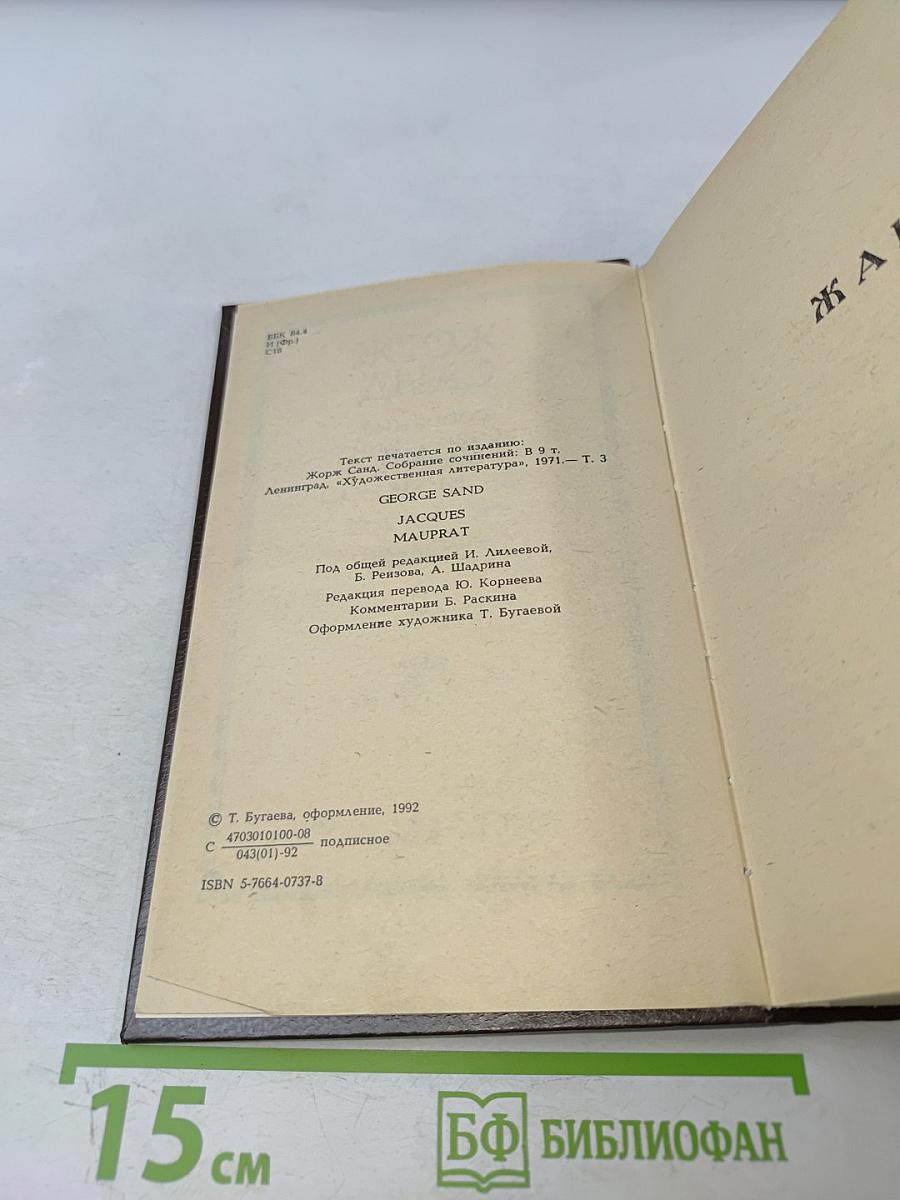 ББК 84.4
И (Фр.)
С18
Текст печатается по изданию:
Жорж Санд. Собрание сочинений: В 9 т.
Ленинград, «Художественная литература», 1971.— Т. 3
GEORGE SAND
JACQUES
MAUPRAT
Под общей редакцией И. Лилеевой,
Б. Реизова, А. Шадрина
Редакция перевода Ю. Корнеева
Комментарии Б. Раскина
Оформление художника Т. Бугаевой
© Т. Бугаева, оформление, 1992
С 4703010100-08
043(01)-92 подписное
ISBN 5-7664-0737-8
15 см
БФ БИБЛИОФАН